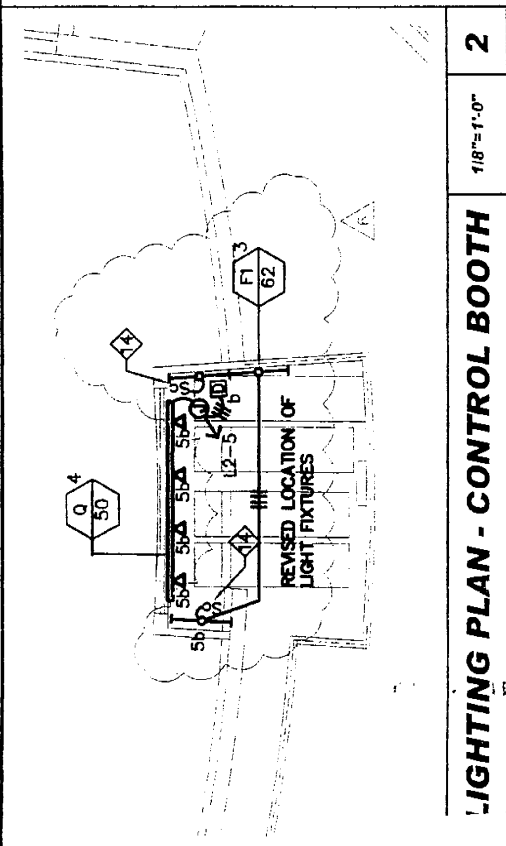 Q 4
50
14
5b 5b 5b 5b
S
D
b
L2-5
F1 3
62
14
5b
S
REVISED LOCATION OF
LIGHT FIXTURES
6
LIGHTING PLAN - CONTROL BOOTH
1/8"=1'-0"
2